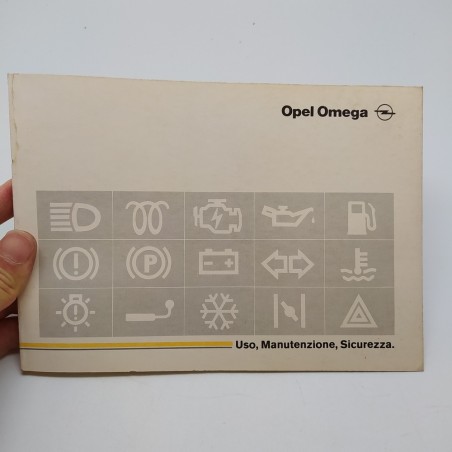 Opel Omega
P
Uso, Manutenzione, Sicurezza.